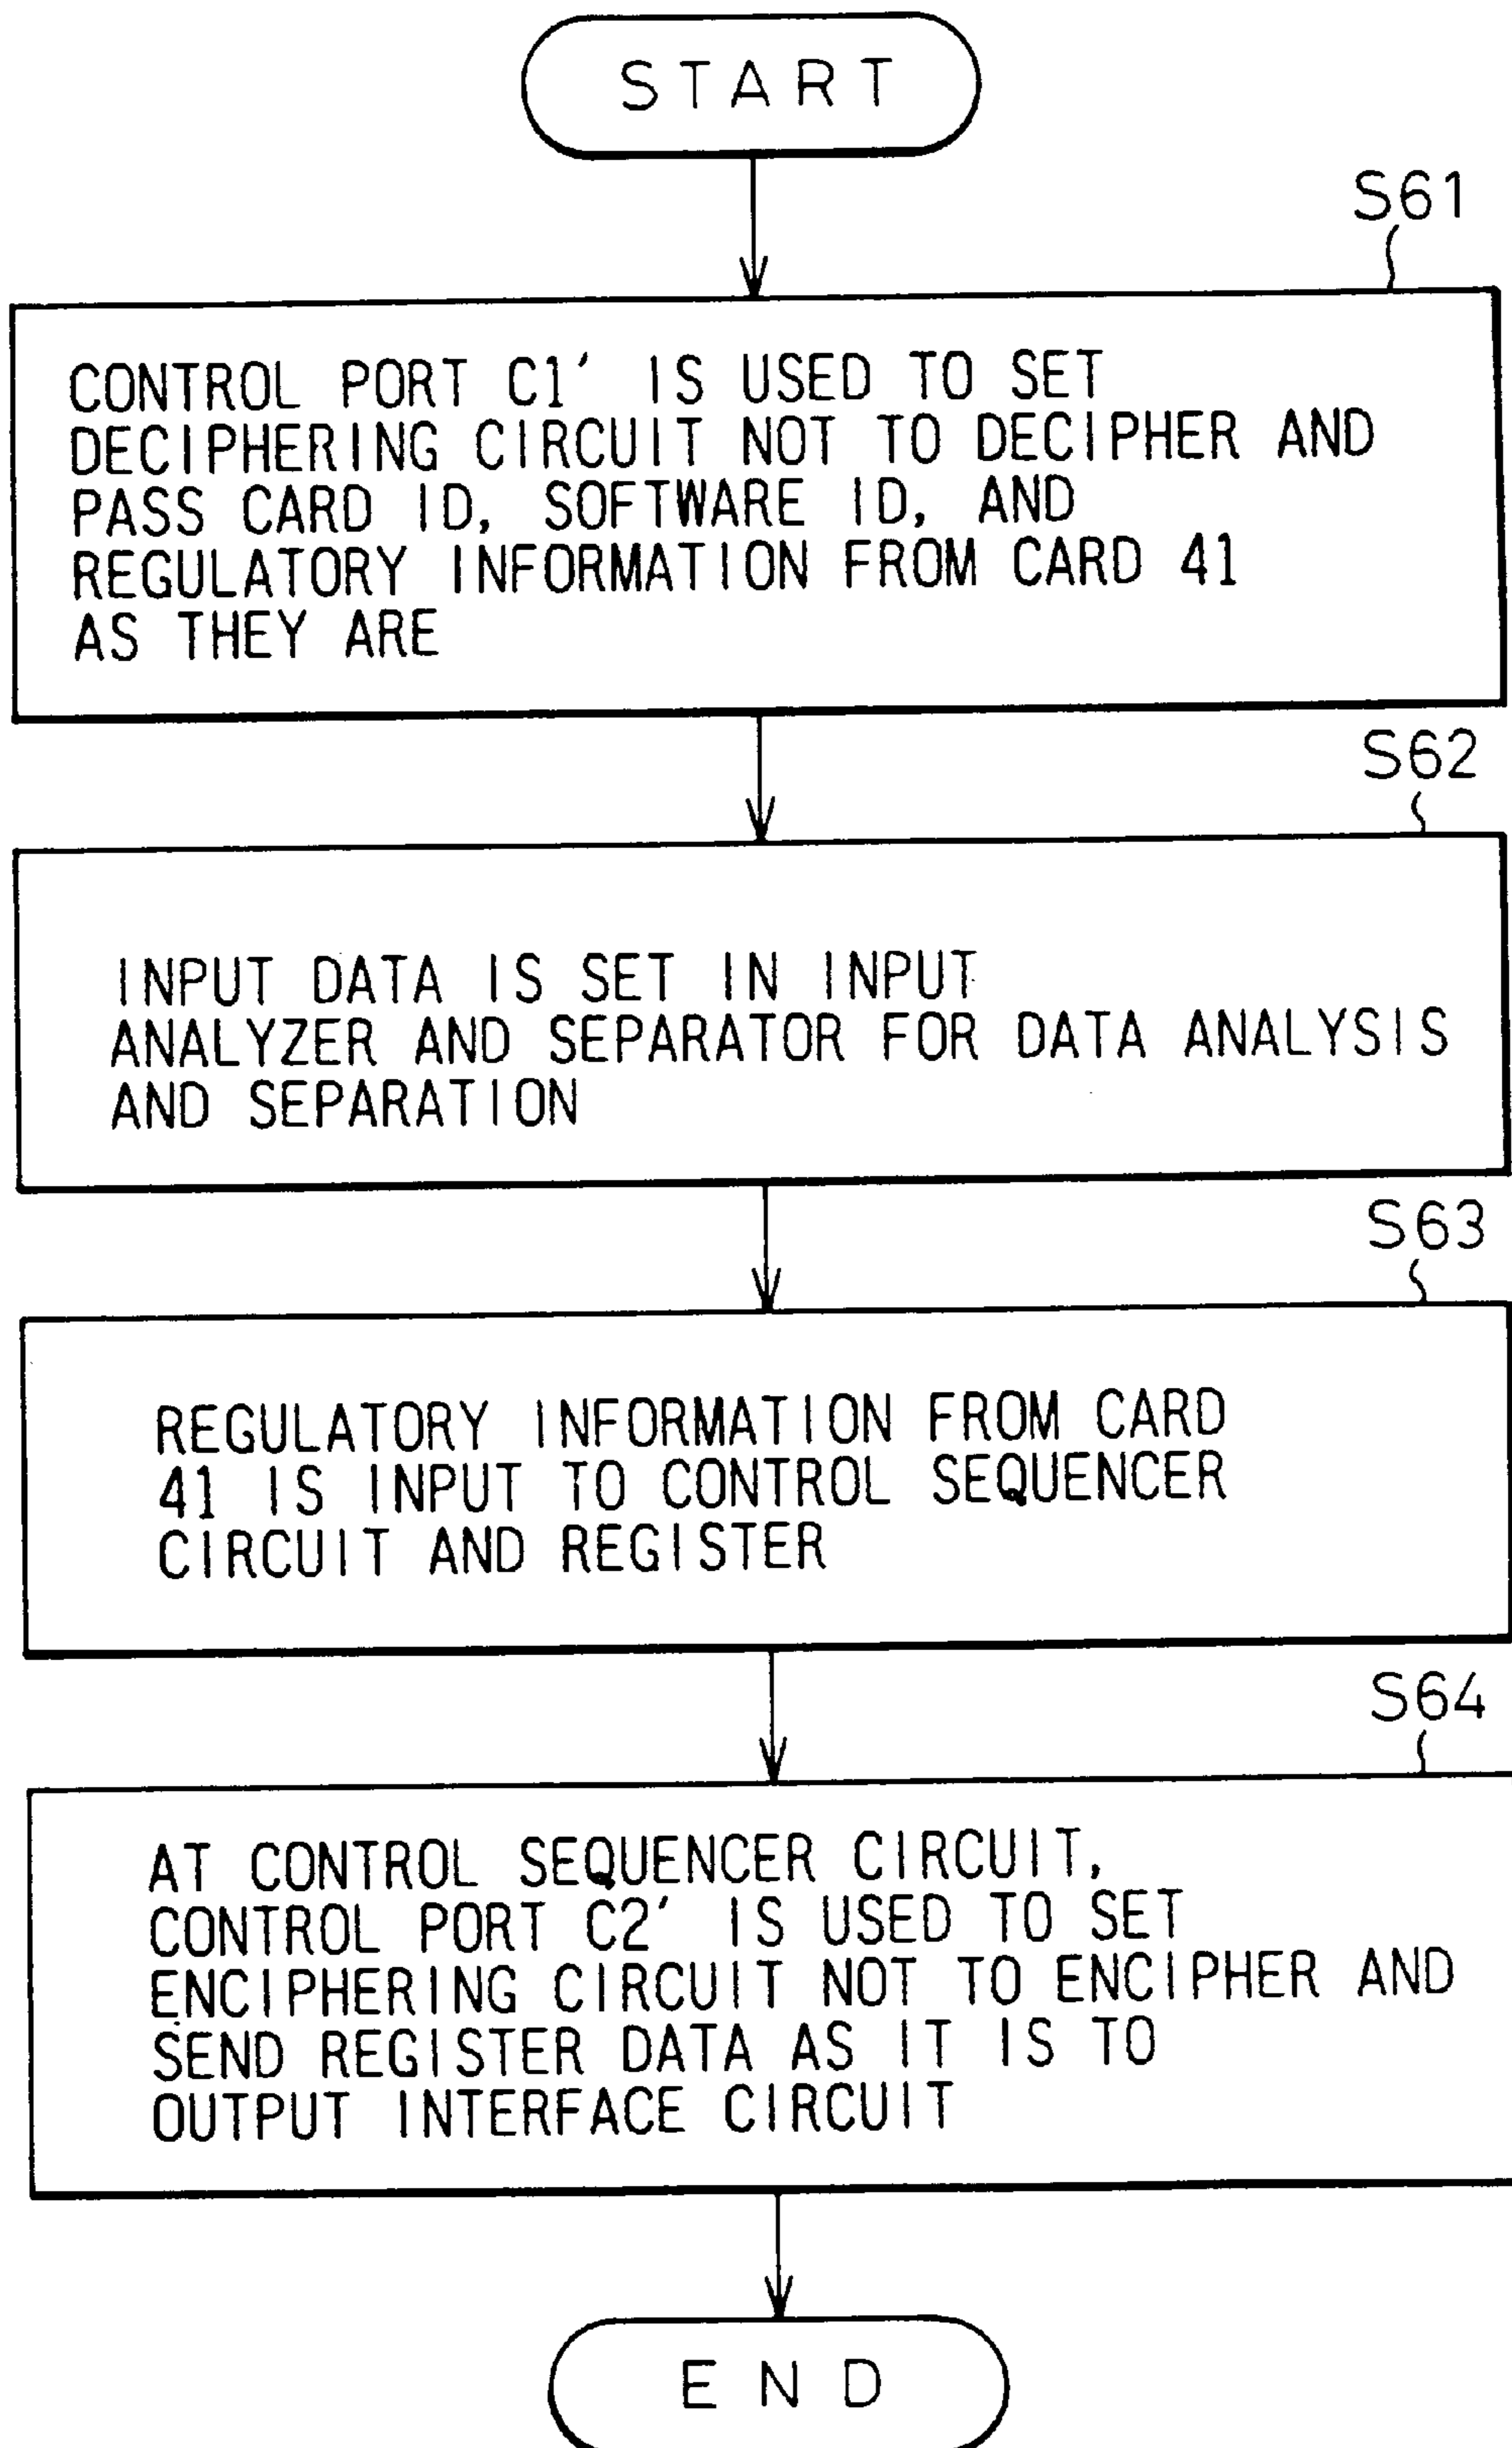 START
S61
CONTROL PORT C1' IS USED TO SET
DECIPHERING CIRCUIT NOT TO DECIPHER AND
PASS CARD ID, SOFTWARE ID, AND
REGULATORY INFORMATION FROM CARD 41
AS THEY ARE
S62
INPUT DATA IS SET IN INPUT
ANALYZER AND SEPARATOR FOR DATA ANALYSIS
AND SEPARATION
S63
REGULATORY INFORMATION FROM CARD
41 IS INPUT TO CONTROL SEQUENCER
CIRCUIT AND REGISTER
S64
AT CONTROL SEQUENCER CIRCUIT,
CONTROL PORT C2' IS USED TO SET
ENCIPHERING CIRCUIT NOT TO ENCIPHER AND
SEND REGISTER DATA AS IT IS TO
OUTPUT INTERFACE CIRCUIT
END